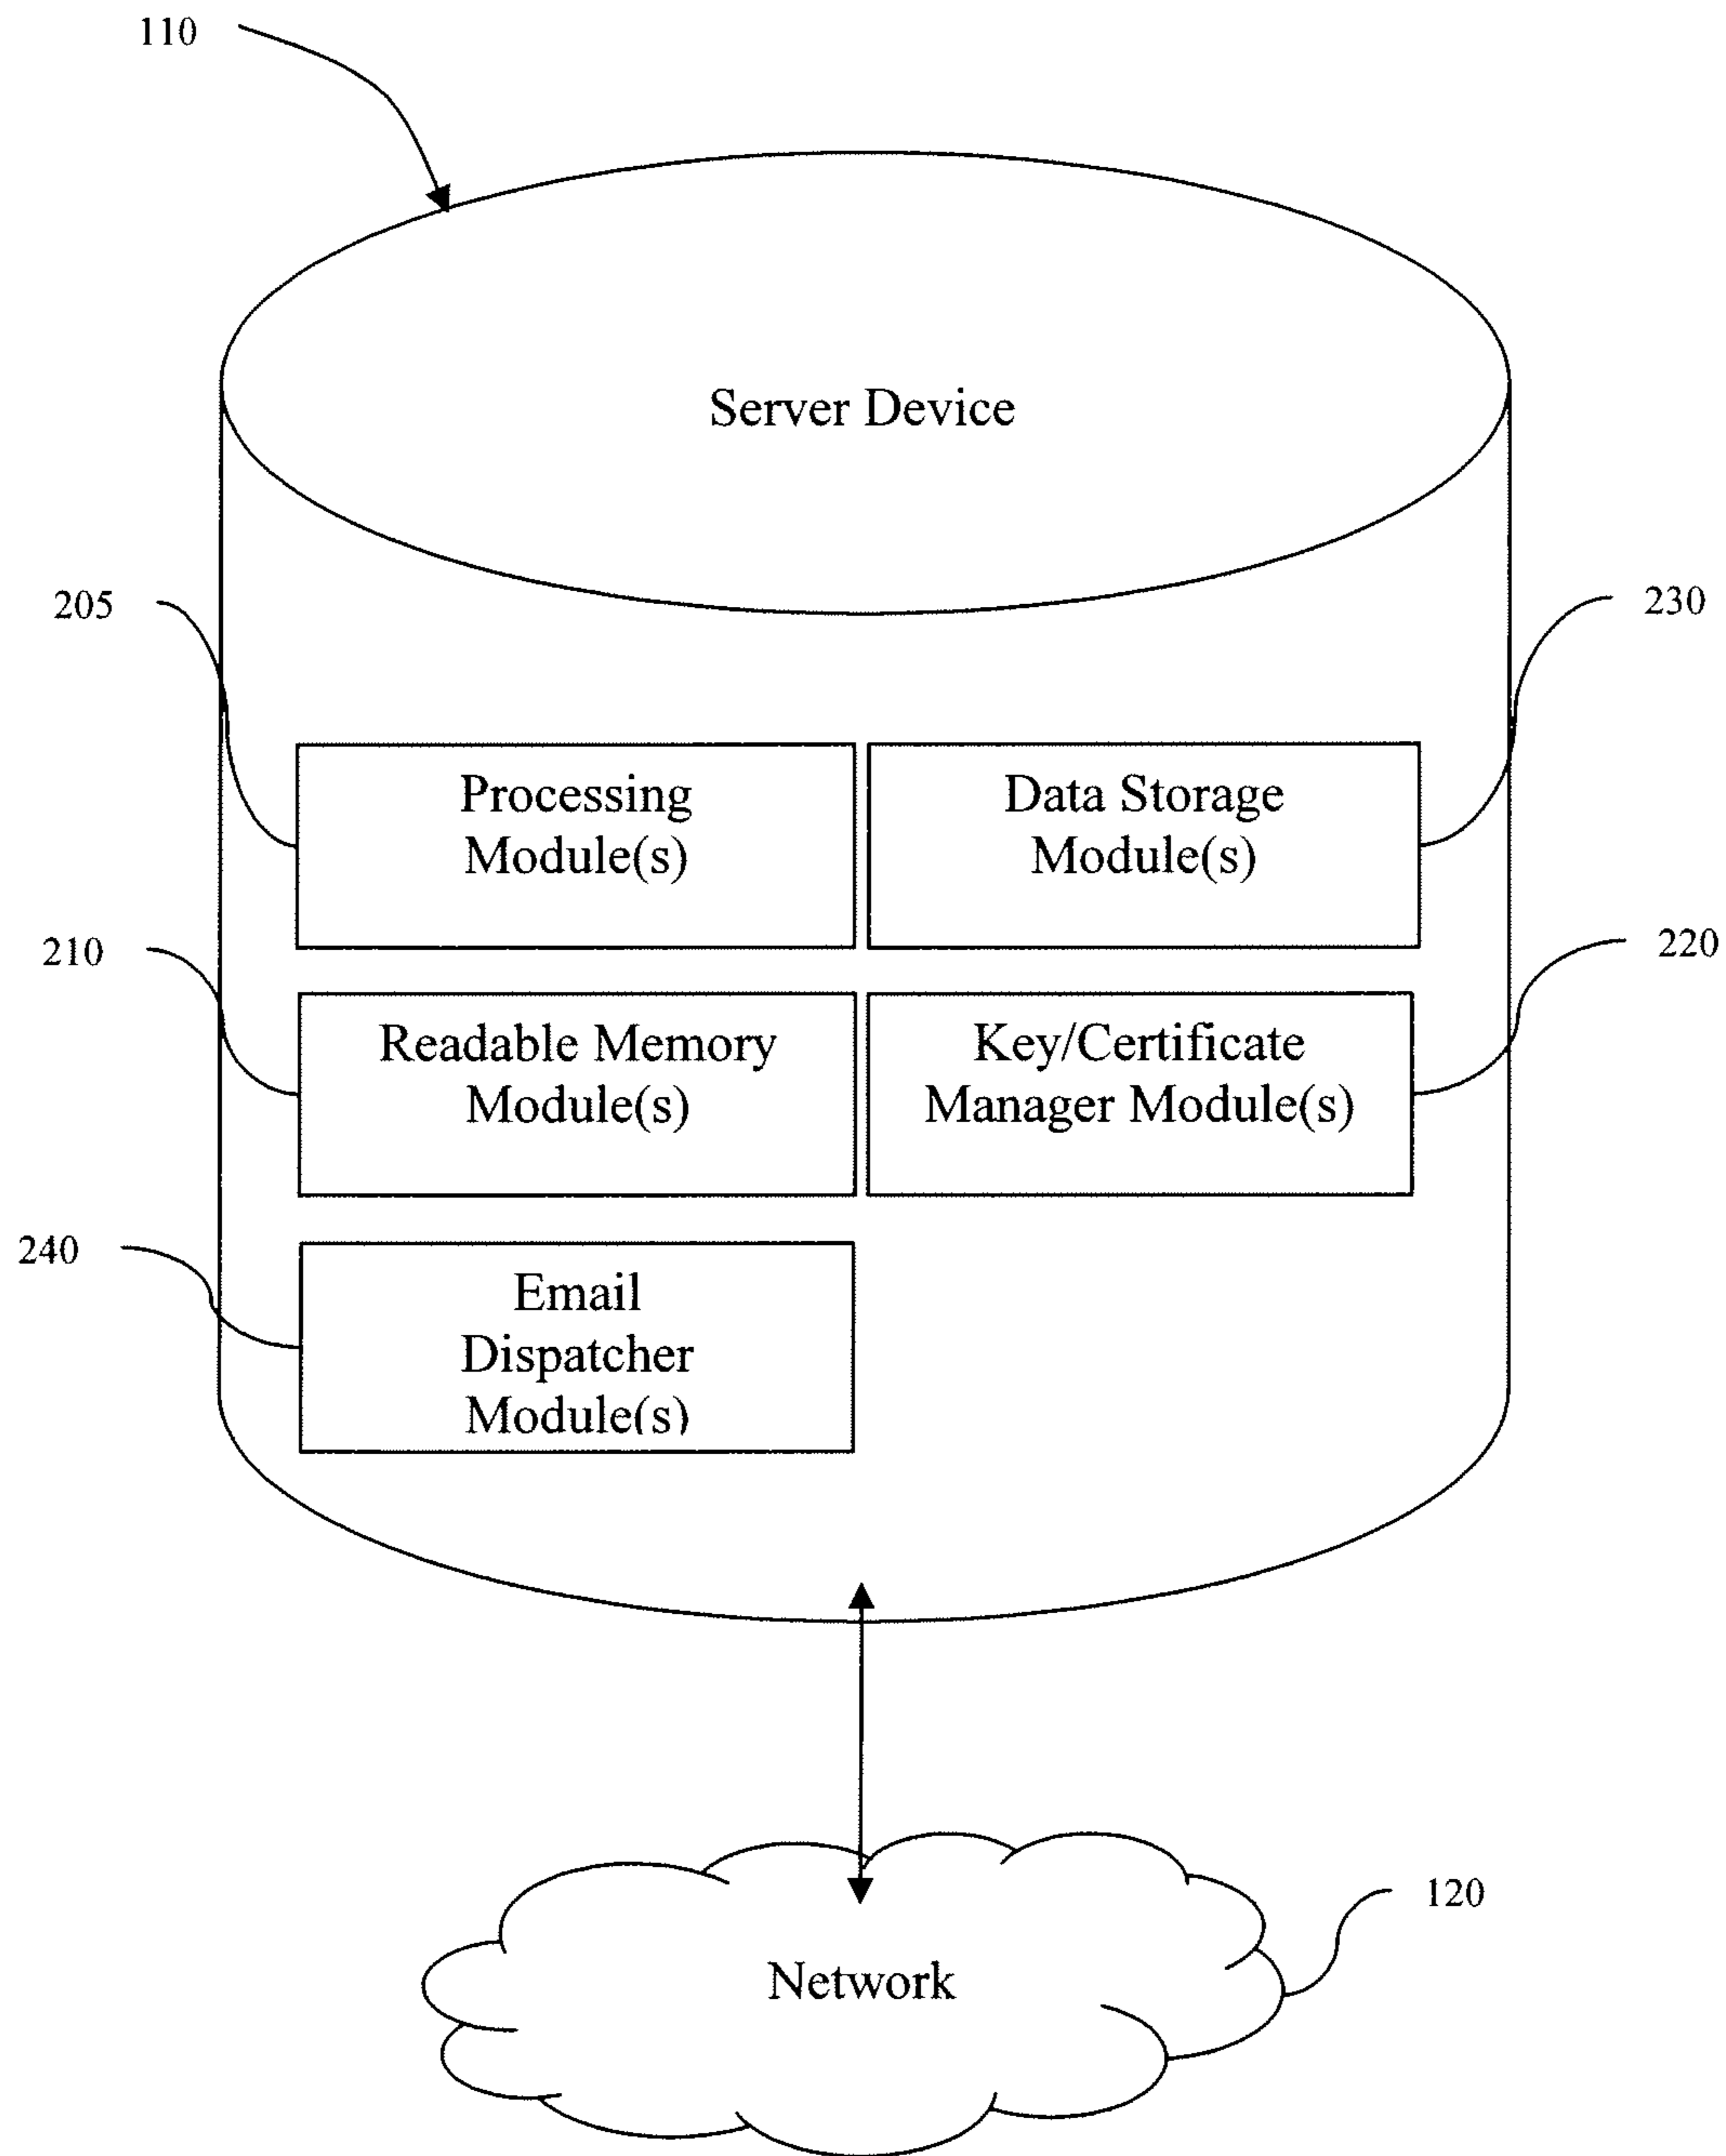 110
Server Device
205
230
Processing
Module(s)
Data Storage
Module(s)
210
220
Readable Memory
Module(s)
Key/Certificate
Manager Module(s)
240
Email
Dispatcher
Module(s)
120
Network